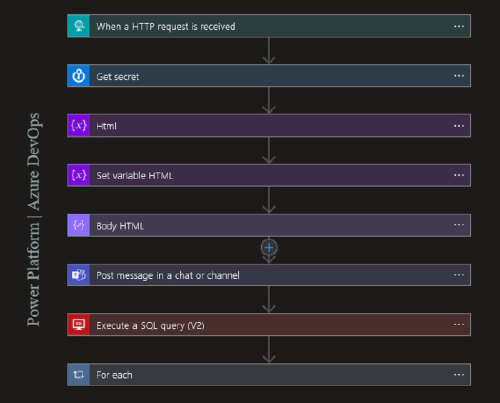 When a HTTP request is received
Get secret
{x} Html
{x} Set variable HTML
Body HTML
Post message in a chat or channel
Execute a SQL query (V2)
For each
Power Platform | Azure DevOps